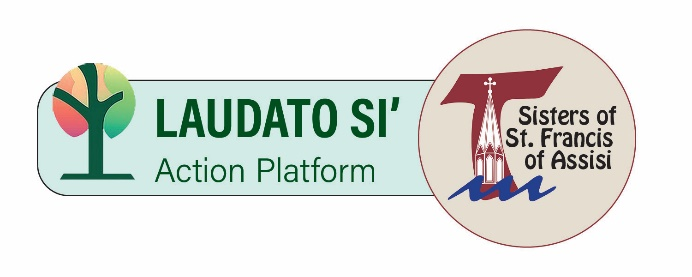 LAUDATO SI’
Action Platform
Sisters of
St. Francis
of Assisi